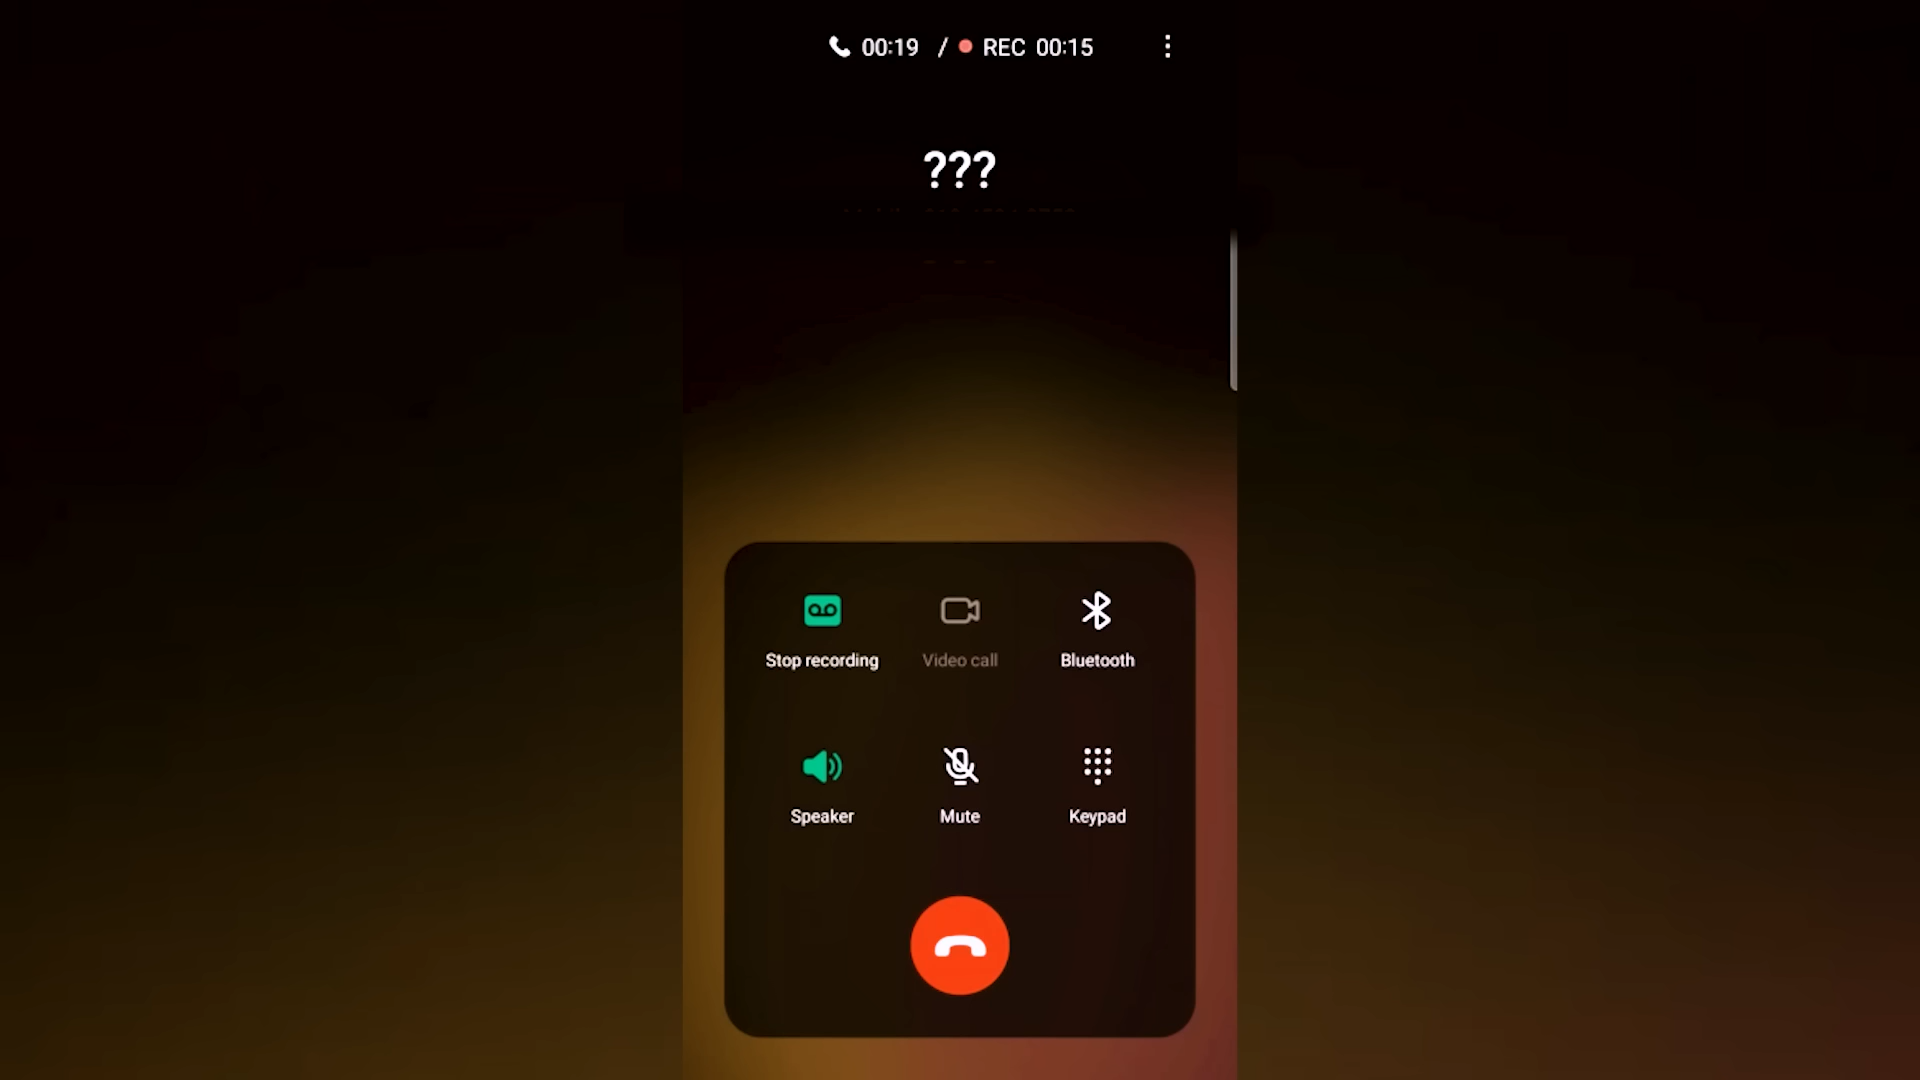 00:19 / REC 00:15
???
Stop recording Video call Bluetooth
Speaker Mute Keypad